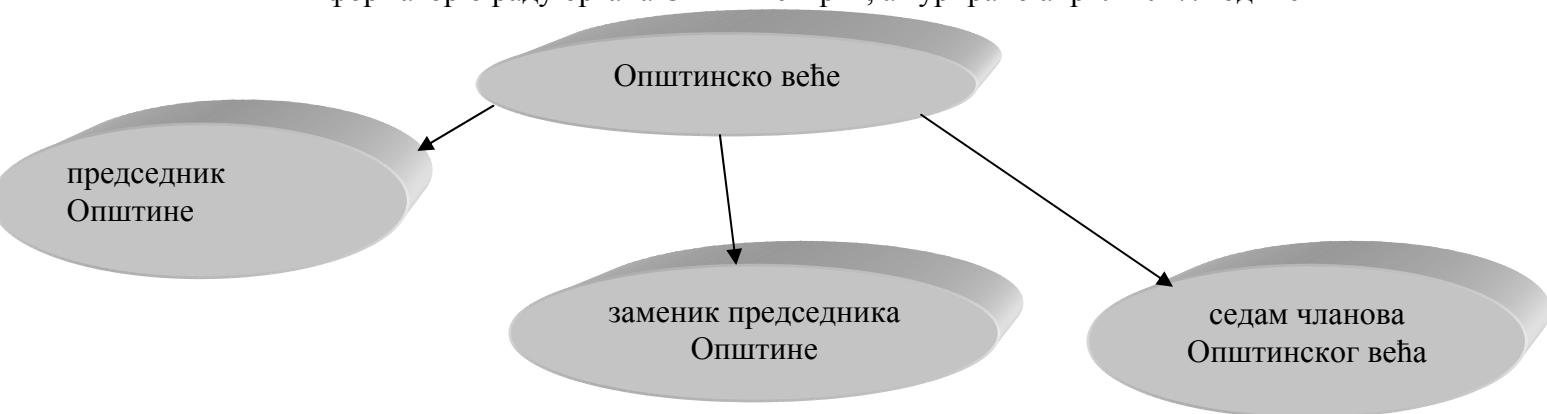 Општинско веће
председник
Општине
заменик председника
Општине
седам чланова
Општинског већа